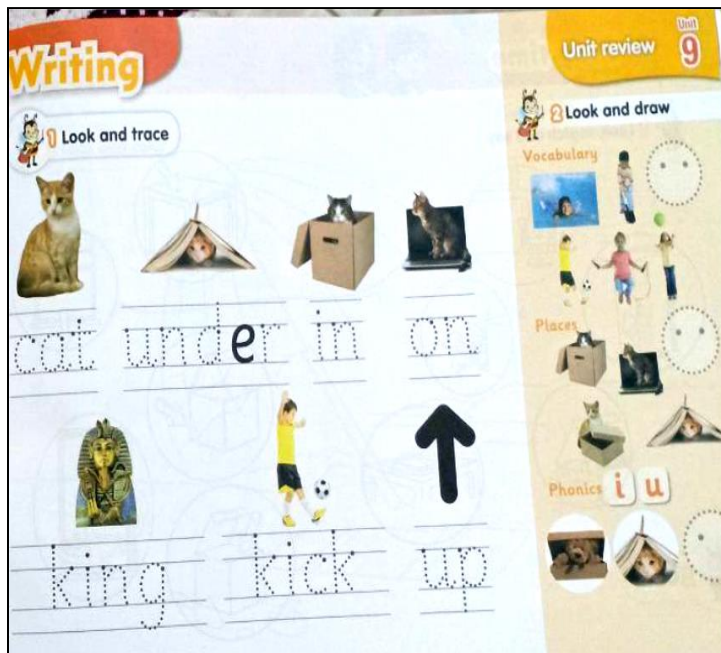 Writing
Unit review
Unit
9
1 Look and trace
cat under in on
king kick up
2 Look and draw
Vocabulary
Places
Phonics i u